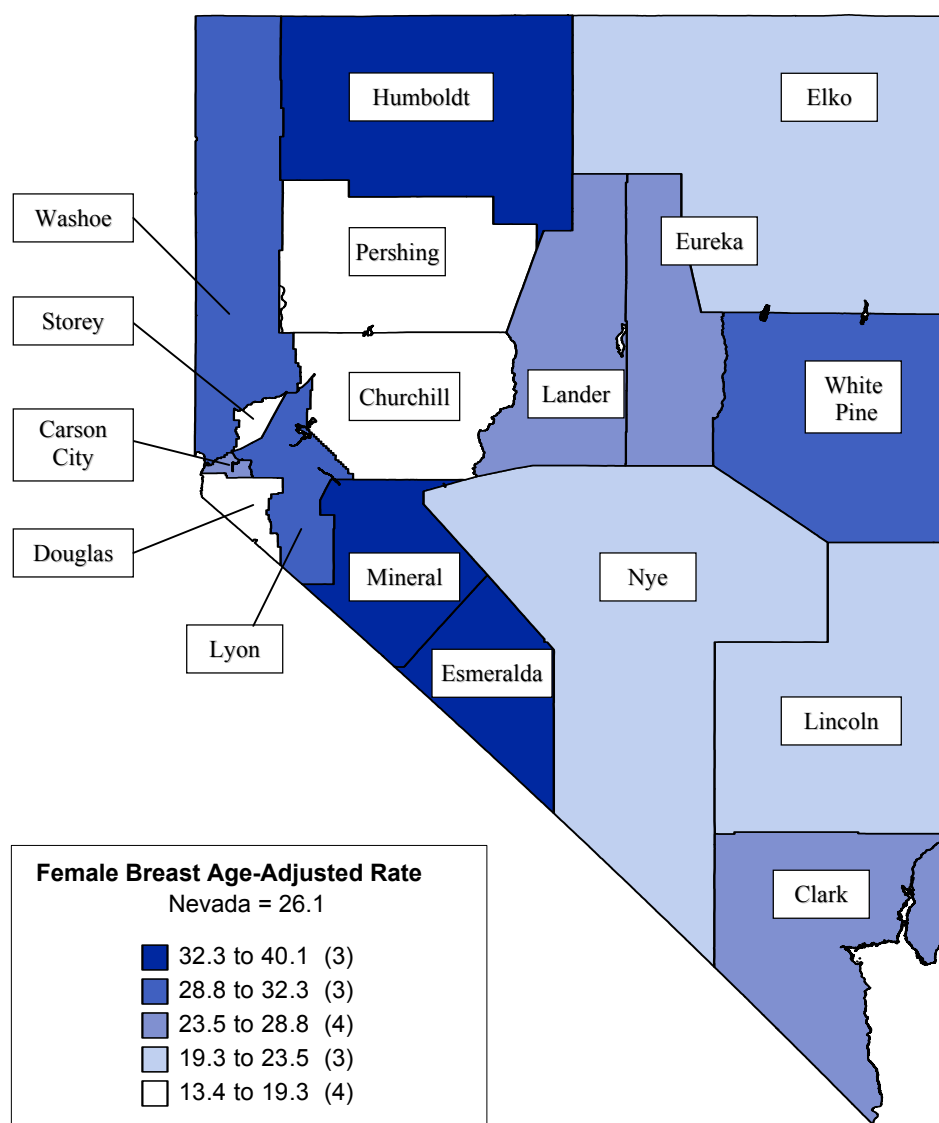 Humboldt
Elko
Washoe
Pershing
Eureka
Storey
Churchill
Lander
White
Pine
Carson
City
Douglas
Mineral
Nye
Lyon
Esmeralda
Lincoln
Clark
Female Breast Age-Adjusted Rate
Nevada = 26.1
32.3 to 40.1 (3)
28.8 to 32.3 (3)
23.5 to 28.8 (4)
19.3 to 23.5 (3)
13.4 to 19.3 (4)